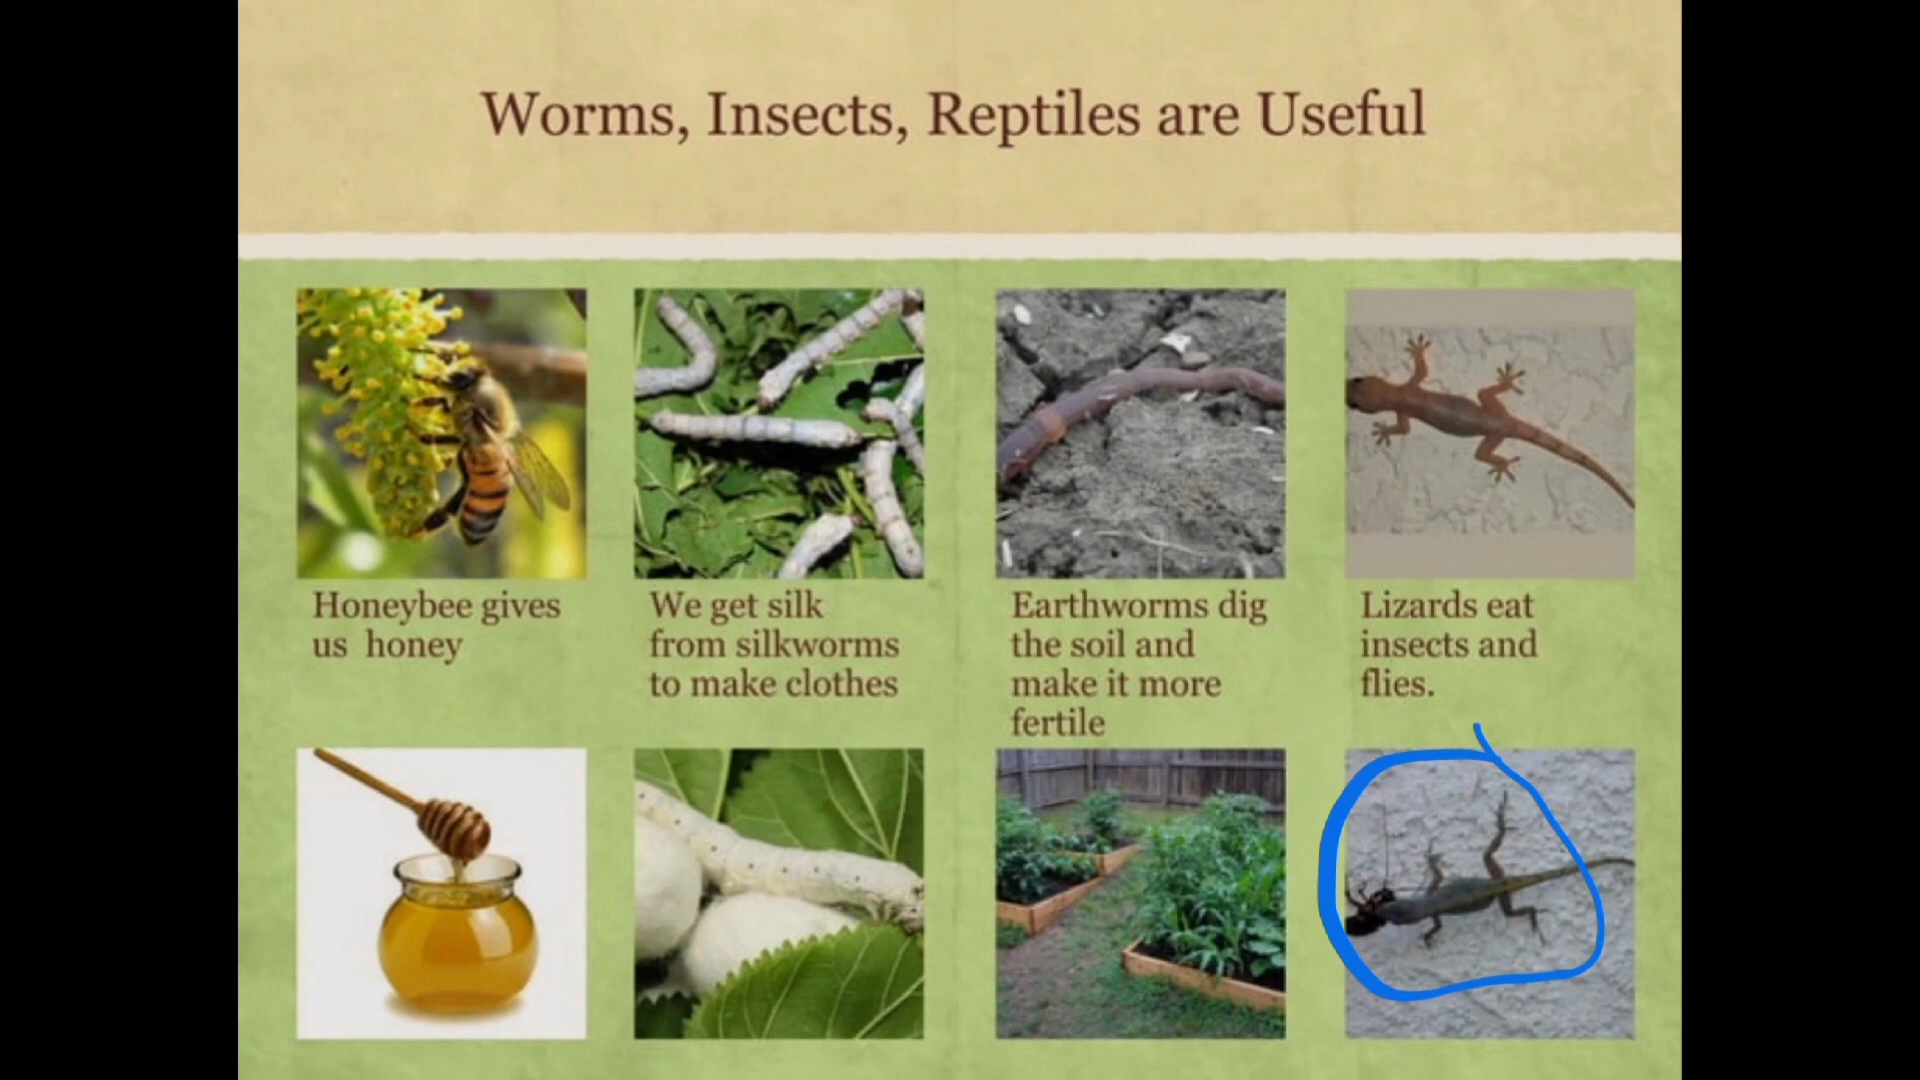 Worms, Insects, Reptiles are Useful
Honeybee gives
us honey
We get silk
from silkworms
to make clothes
Earthworms dig
the soil and
make it more
fertile
Lizards eat
insects and
flies.